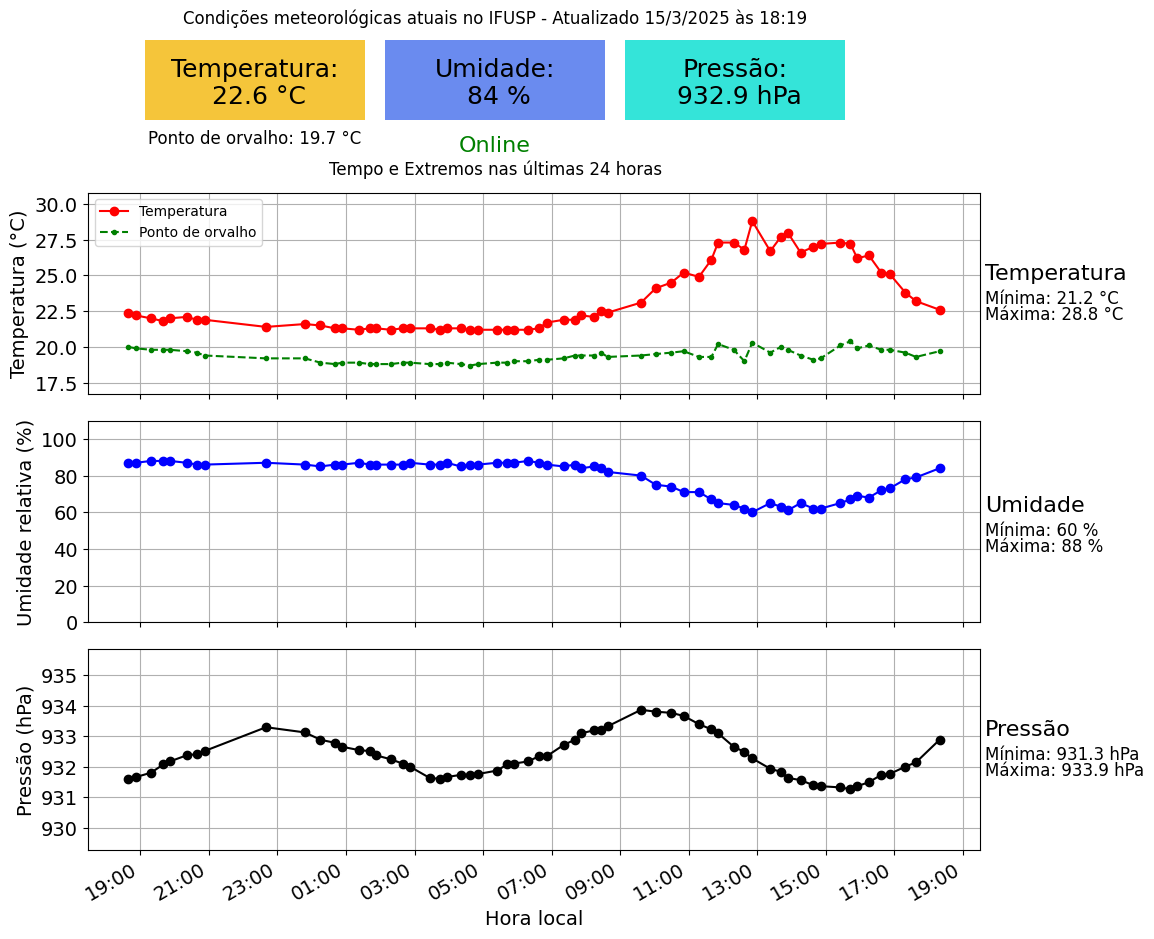 Condições meteorológicas atuais no IFUSP - Atualizado 15/3/2025 às 18:19
Temperatura:
22.6 °C
Umidade:
84 %
Pressão:
932.9 hPa
Ponto de orvalho: 19.7 °C
Online
Tempo e Extremos nas últimas 24 horas
Temperatura (°C)
30.0
27.5
25.0
22.5
20.0
17.5
Temperatura
Ponto de orvalho
Temperatura
Mínima: 21.2 °C
Máxima: 28.8 °C
Umidade relativa (%)
100
80
60
40
20
0
Umidade
Mínima: 60 %
Máxima: 88 %
Pressão (hPa)
935
934
933
932
931
930
Pressão
Mínima: 931.3 hPa
Máxima: 933.9 hPa
19:00 21:00 23:00 01:00 03:00 05:00 07:00 09:00 11:00 13:00 15:00 17:00 19:00
Hora local